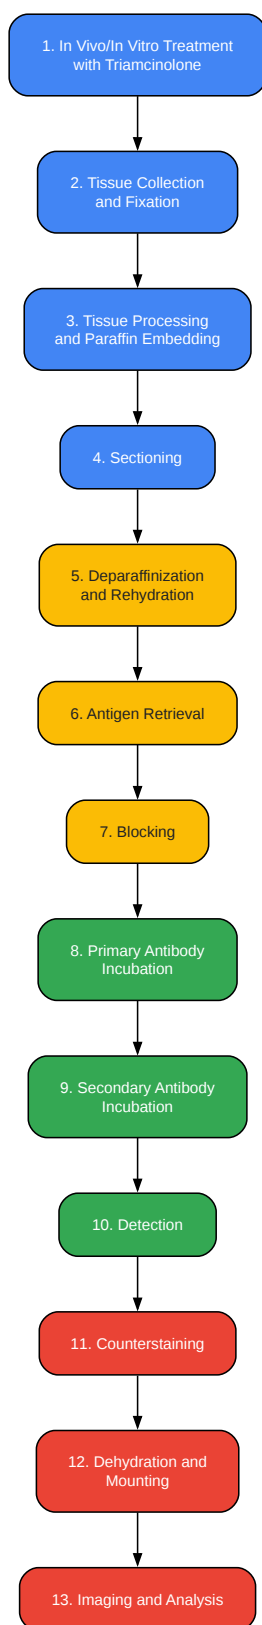 1. In Vivo/In Vitro Treatment
with Triamcinolone
2. Tissue Collection
and Fixation
3. Tissue Processing
and Paraffin Embedding
4. Sectioning
5. Deparaffinization
and Rehydration
6. Antigen Retrieval
7. Blocking
8. Primary Antibody
Incubation
9. Secondary Antibody
Incubation
10. Detection
11. Counterstaining
12. Dehydration and
Mounting
13. Imaging and Analysis